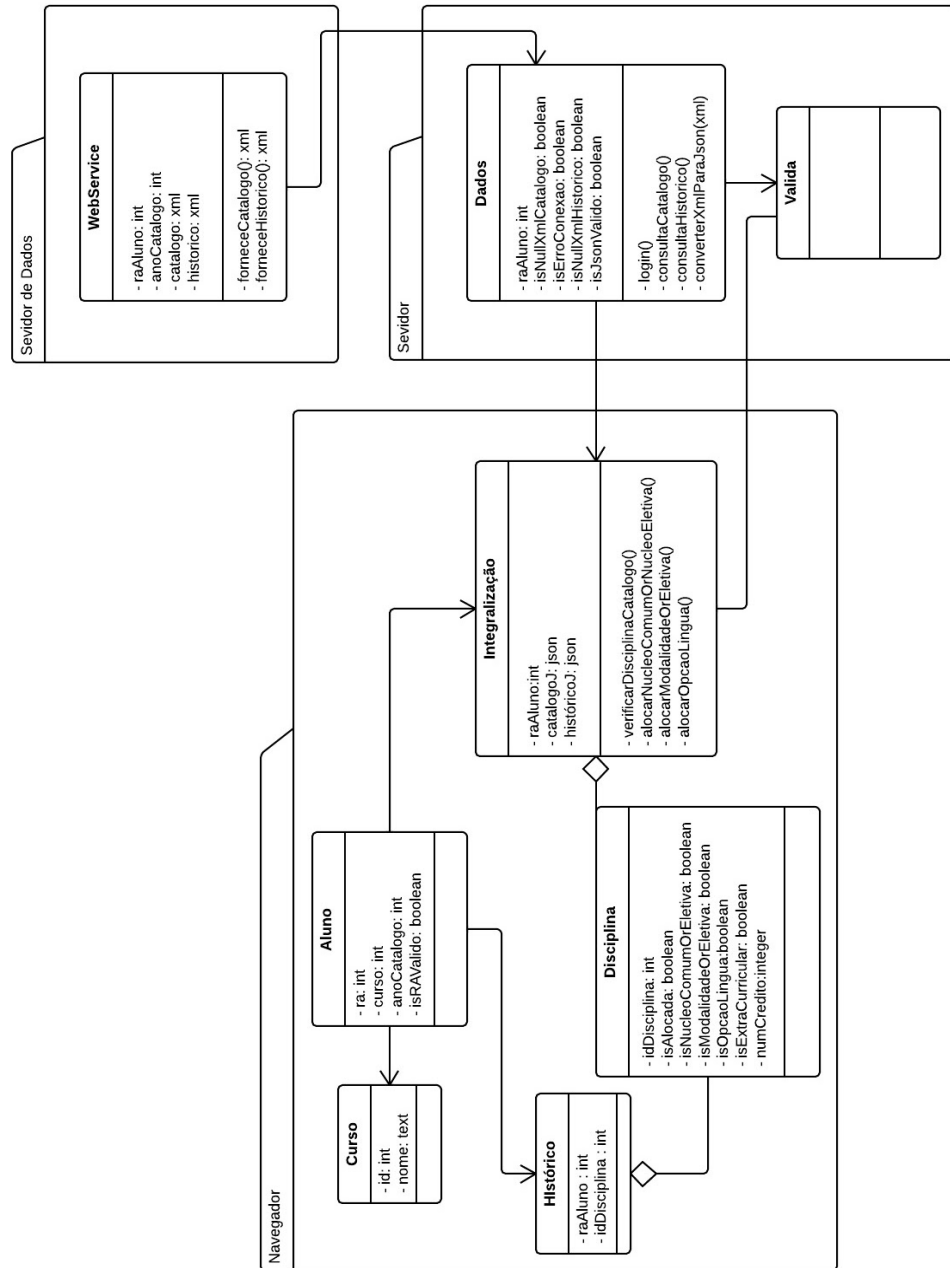 Navegador
Curso
- id: int
- nome: text
Aluno
- ra: int
- curso: int
- anoCatalogo: int
- isRAValido: boolean
HIstórico
- raAluno : int
- idDisciplina : int
Disciplina
- idDisciplina: int
- isAlocada: boolean
- isNucleoComumOrEletiva: boolean
- isModalidadeOrEletiva: boolean
- isOpcaoLingua:boolean
- isExtraCurricular: boolean
- numCredito:integer
Integralização
- raAluno:int
- catalogoJ: json
- históricoJ: json
- verificarDisciplinaCatalogo()
- alocarNucleoComumOrNucleoEletiva()
- alocarModalidadeOrEletiva()
- alocarOpcaoLingua()
Sevidor de Dados
WebService
- raAluno: int
- anoCatalogo: int
- catalogo: xml
- historico: xml
- forneceCatalogo(): xml
- forneceHistorico(): xml
Sevidor
Dados
- raAluno: int
- isNullXmlCatalogo: boolean
- isErroConexao: boolean
- isNullXmlHistorico: boolean
- isJsonValido: boolean
- login()
- consultaCatalogo()
- consultaHistorico()
- converterXmlParaJson(xml)
Valida